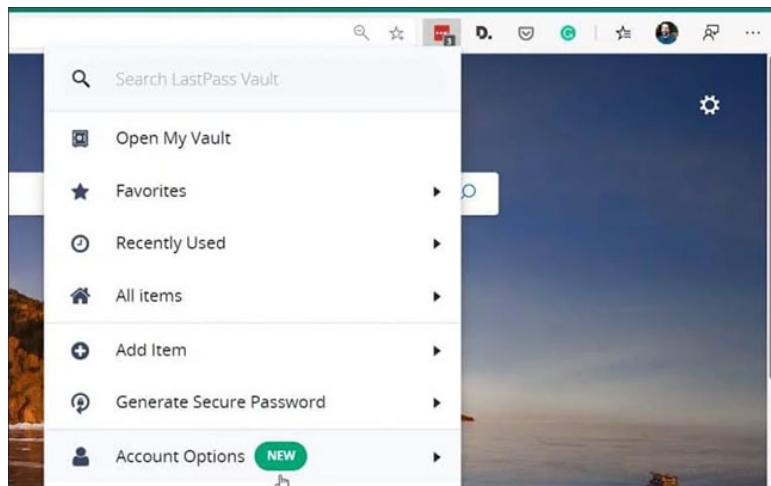 D.
3
Search LastPass Vault
Open My Vault
Favorites
Recently Used
All items
Add Item
Generate Secure Password
Account Options NEW